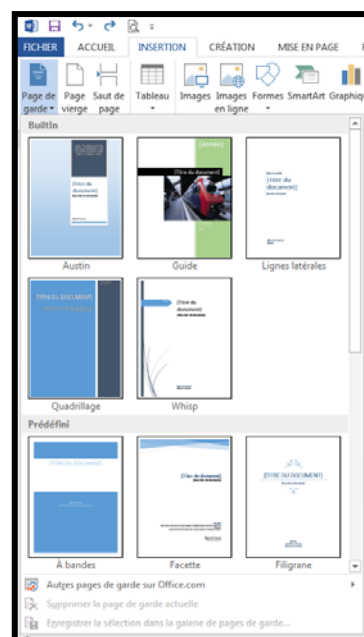 FICHIER ACCUEIL INSERTION CRÉATION MISE EN PAGE
Page de garde Page vierge Saut de page Tableau Images Images en ligne Formes SmartArt Graphiq
BuiltIn
[Année]
[Titre du document]
[Titre du document]
[Titre du document]
Austin Guide Lignes latérales
[TITRE DU DOCUMENT]
[Titre du document]
Quadrillage Whisp
Prédéfini
[TITRE DU DOCUMENT]
[Titre du document]
[TITRE DU DOCUMENT]
À bandes Facette Filigrane
Autres pages de garde sur Office.com
Supprimer la page de garde actuelle
Enregistrer la sélection dans la galerie de pages de garde...